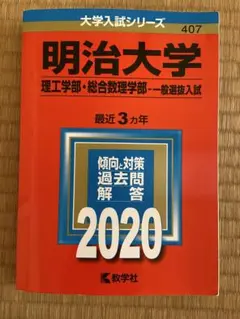 大学入試シリーズ
407
明治大学
理工学部・総合数理学部-一般選抜入試
最近3カ年
傾向と対策
過去問
解答
2020
数学社